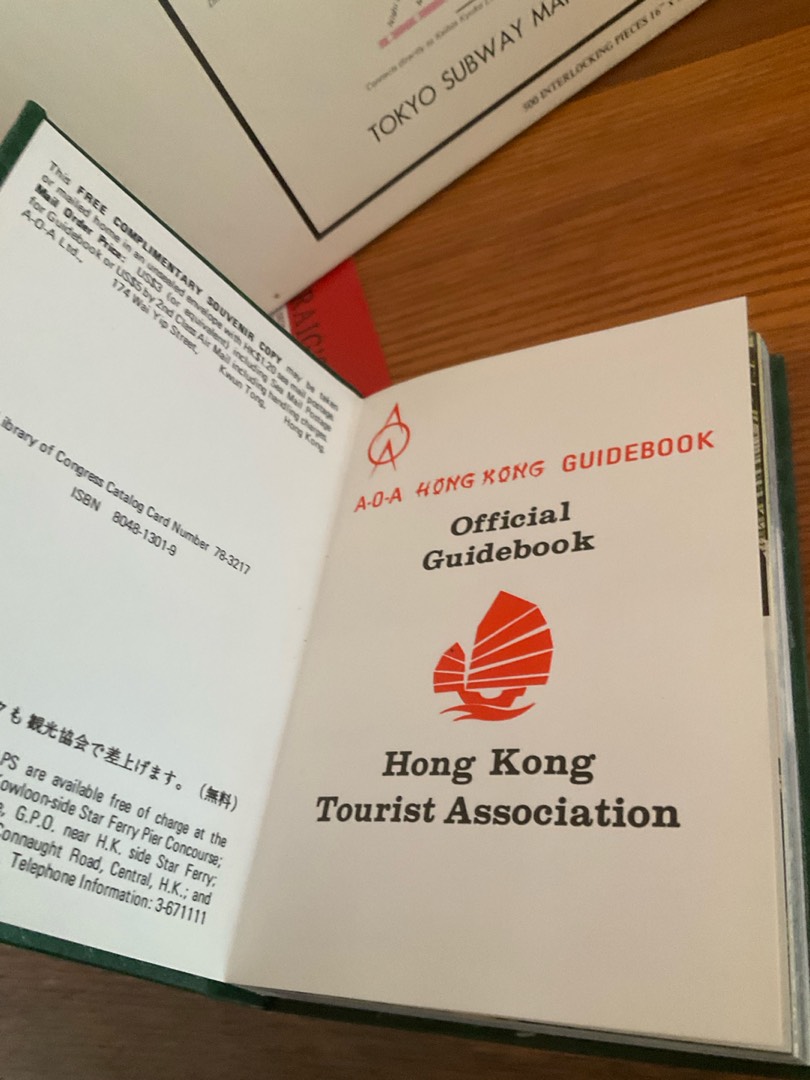 TOKYO SUBWAY MA
500 INTERLOCKING PIECES 16"
This FREE COMPLIMENTARY SOUVENIR COPY may be taken
or mailed home in an unsealed envelope with HK$1.20 sea mail postage.
Mail Order Price: US$3 (or equivalent) including Sea Mail Postage
for Guidebook or US$5 by 2nd Class Air Mail including handling charges.
A-O-A Ltd., 174 Wai Yip Street, Kwun Tong, Hong Kong.
ibrary of Congress Catalog Card Number 78-3217
ISBN 8048-1301-9
も観光協会で差上げます。(無料)
PS are available free of charge at the
owloon-side Star Ferry Pier Concourse;
G.P.O. near H.K. side Star Ferry;
Connaught Road, Central, H.K.; and
Telephone Information: 3-671111
A-O-A HONG KONG GUIDEBOOK
Official
Guidebook
Hong Kong
Tourist Association